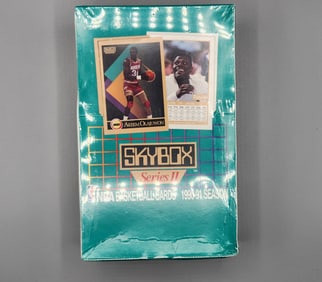 AKEEM OLAJUWON
SKYBOX
Series II
NBA BASKETBALL CARDS 1990-91 SEASON